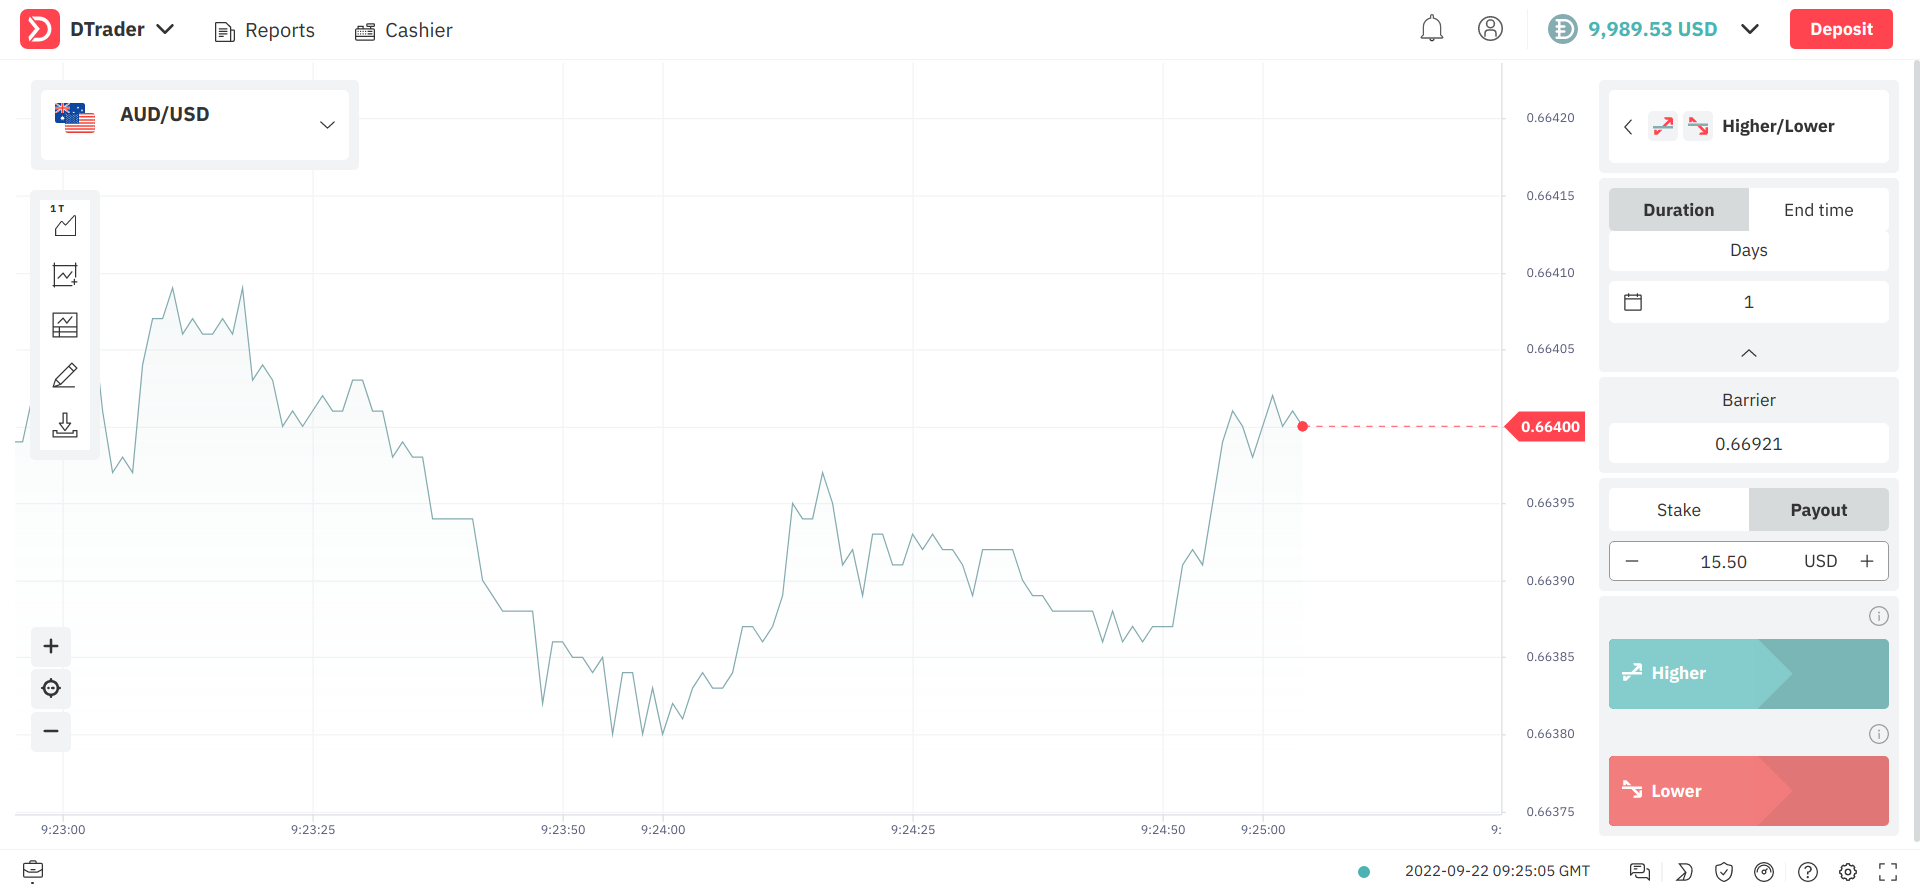 DTrader
Reports
Cashier
9,989.53 USD
Deposit
AUD/USD
1 T
0.66420
0.66415
0.66410
0.66405
0.66400
0.66395
0.66390
0.66385
0.66380
0.66375
9:23:00
9:23:25
9:23:50
9:24:00
9:24:25
9:24:50
9:25:00
9:
Higher/Lower
Duration
End time
Days
1
Barrier
0.66921
Stake
Payout
− 15.50 USD +
Higher
Lower
2022-09-22 09:25:05 GMT